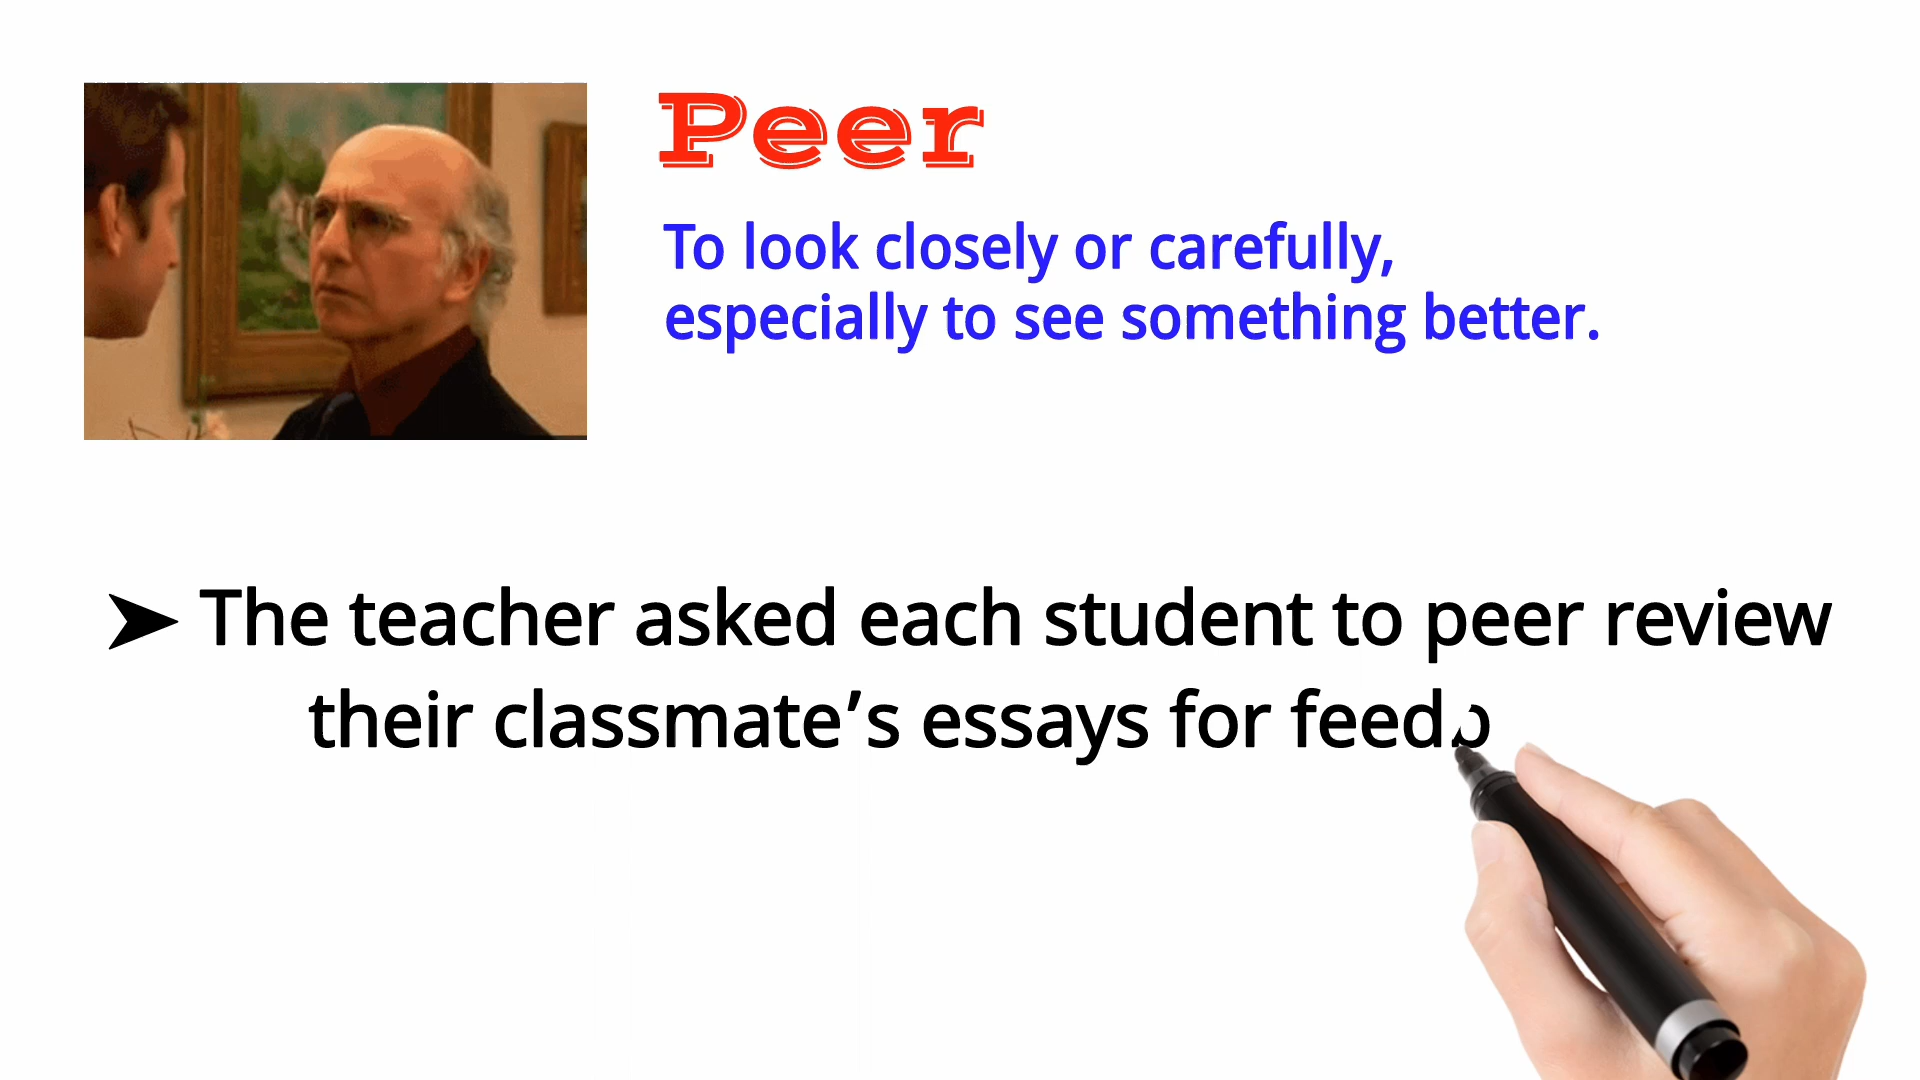 Peer
To look closely or carefully,
especially to see something better.
➤ The teacher asked each student to peer review
their classmate’s essays for feedb